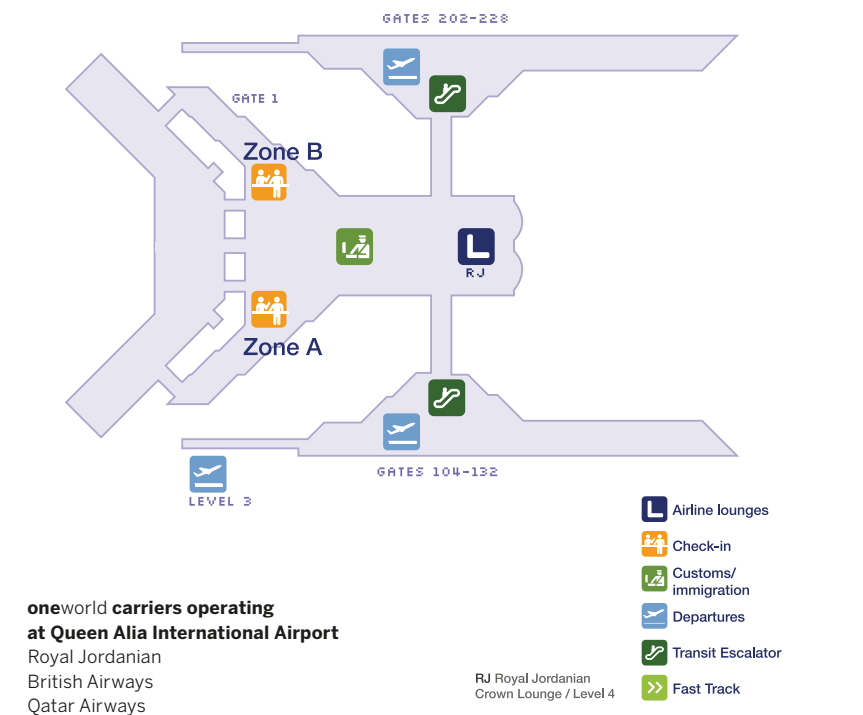 GATES 202-228
GATE 1
Zone B
RJ
Zone A
GATES 104-132
LEVEL 3
Airline lounges
Check-in
Customs/
immigration
Departures
Transit Escalator
Fast Track
oneworld carriers operating
at Queen Alia International Airport
Royal Jordanian
British Airways
Qatar Airways
RJ Royal Jordanian
Crown Lounge / Level 4